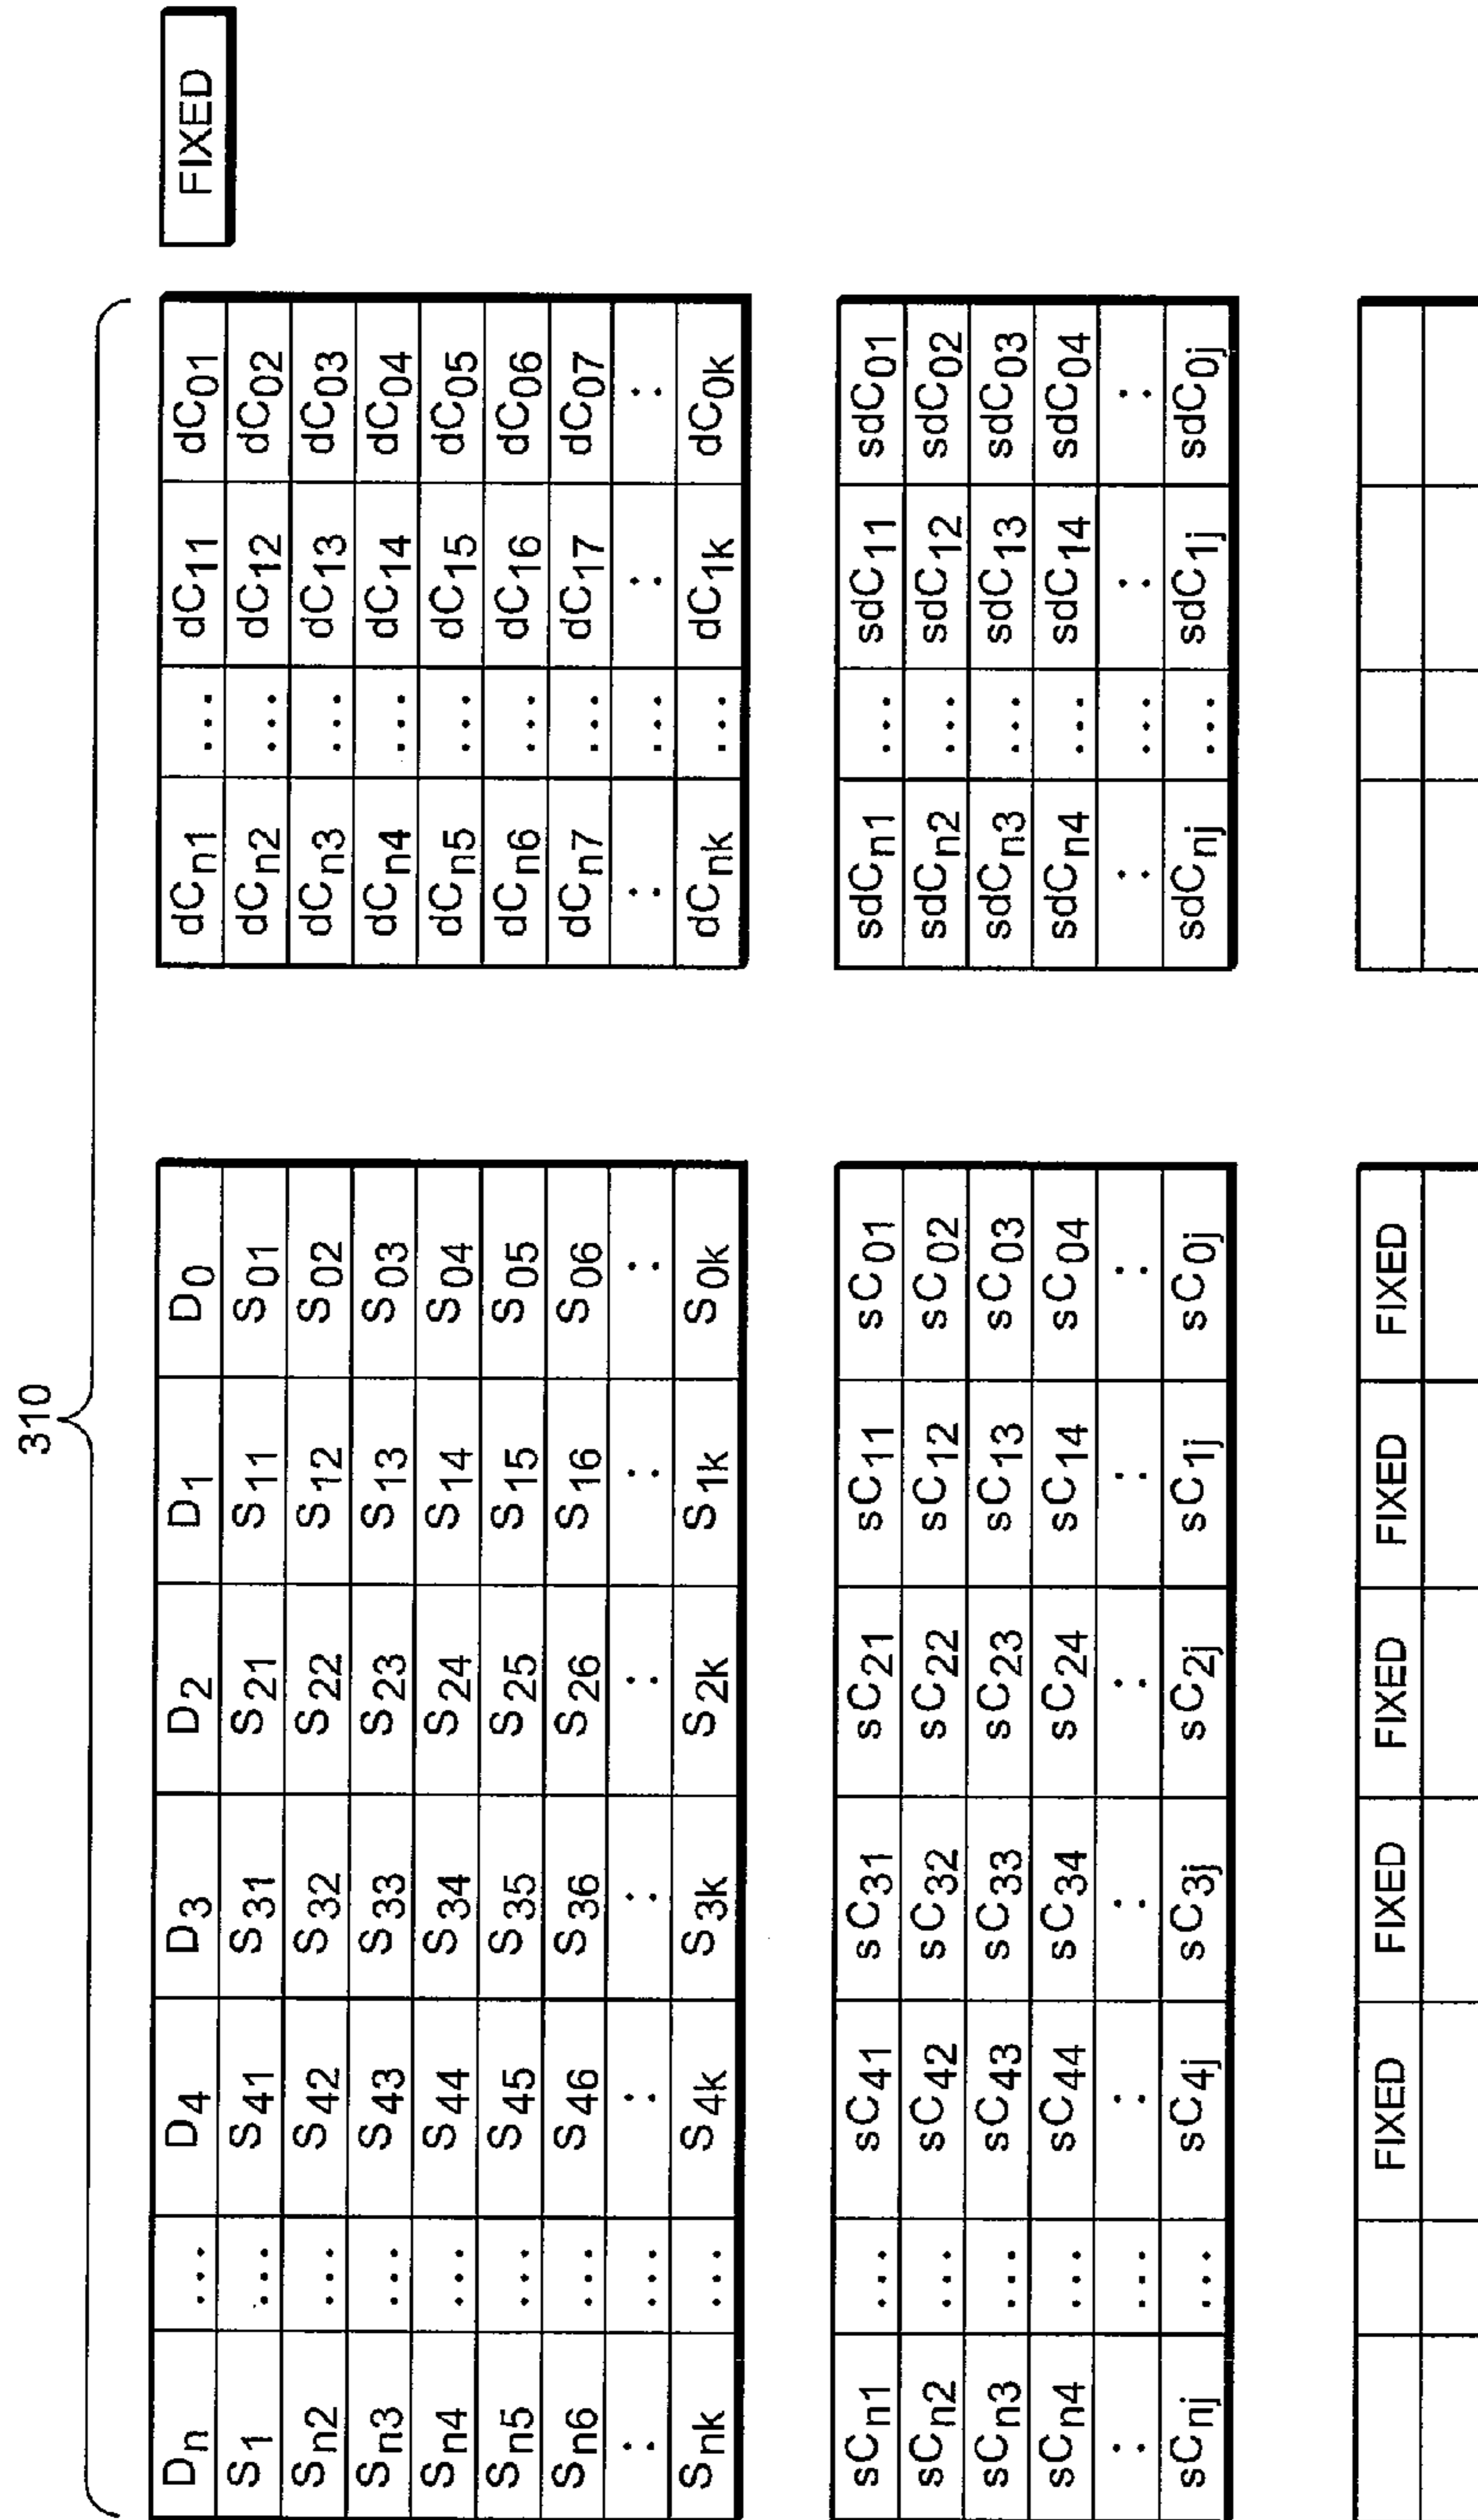 310
Dn ... D4 D3 D2 D1 D0 dCn1 ... dC11 dC01 FIXED
S1 ... S41 S31 S21 S11 S01 dCn2 ... dC12 dC02
Sn2 ... S42 S32 S22 S12 S02 dCn3 ... dC13 dC03
Sn3 ... S43 S33 S23 S13 S03 dCn4 ... dC14 dC04
Sn4 ... S44 S34 S24 S14 S04 dCn5 ... dC15 dC05
Sn5 ... S45 S35 S25 S15 S05 dCn6 ... dC16 dC06
Sn6 ... S46 S36 S26 S16 S06 dCn7 ... dC17 dC07
: ... : : : : : : ... : :
Snk ... S4k S3k S2k S1k S0k dCnk ... dC1k dC0k
sCn1 ... sC41 sC31 sC21 sC11 sC01 sdCn1 ... sdC11 sdC01
sCn2 ... sC42 sC32 sC22 sC12 sC02 sdCn2 ... sdC12 sdC02
sCn3 ... sC43 sC33 sC23 sC13 sC03 sdCn3 ... sdC13 sdC03
sCn4 ... sC44 sC34 sC24 sC14 sC04 sdCn4 ... sdC14 sdC04
: ... : : : : : : ... : :
sCnj ... sC4j sC3j sC2j sC1j sC0j sdCnj ... sdC1j sdC0j
FIXED FIXED FIXED FIXED FIXED